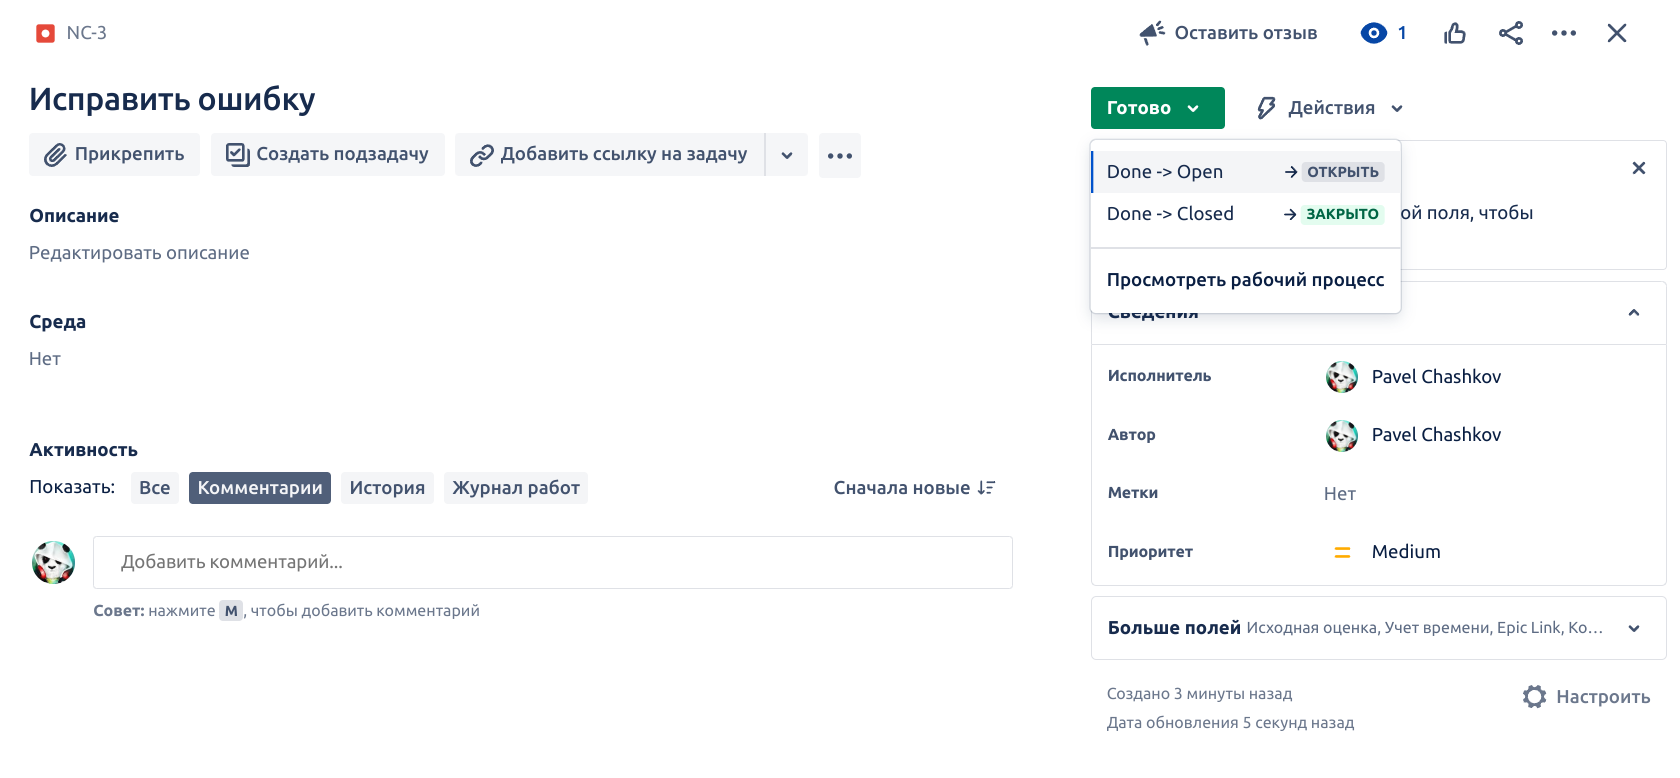 NC-3
Оставить отзыв
1
Исправить ошибку
Готово
Действия
Прикрепить
Создать подзадачу
Добавить ссылку на задачу
Done -> Open → ОТКРЫТЬ
Done -> Closed → ЗАКРЫТО
ой поля, чтобы
Просмотреть рабочий процесс
Описание
Редактировать описание
Среда
Нет
Сведения
Исполнитель Pavel Chashkov
Автор Pavel Chashkov
Метки Нет
Приоритет Medium
Активность
Показать: Все Комментарии История Журнал работ Сначала новые
Добавить комментарий...
Совет: нажмите M, чтобы добавить комментарий
Больше полей Исходная оценка, Учет времени, Epic Link, Ко...
Создано 3 минуты назад
Дата обновления 5 секунд назад
Настроить